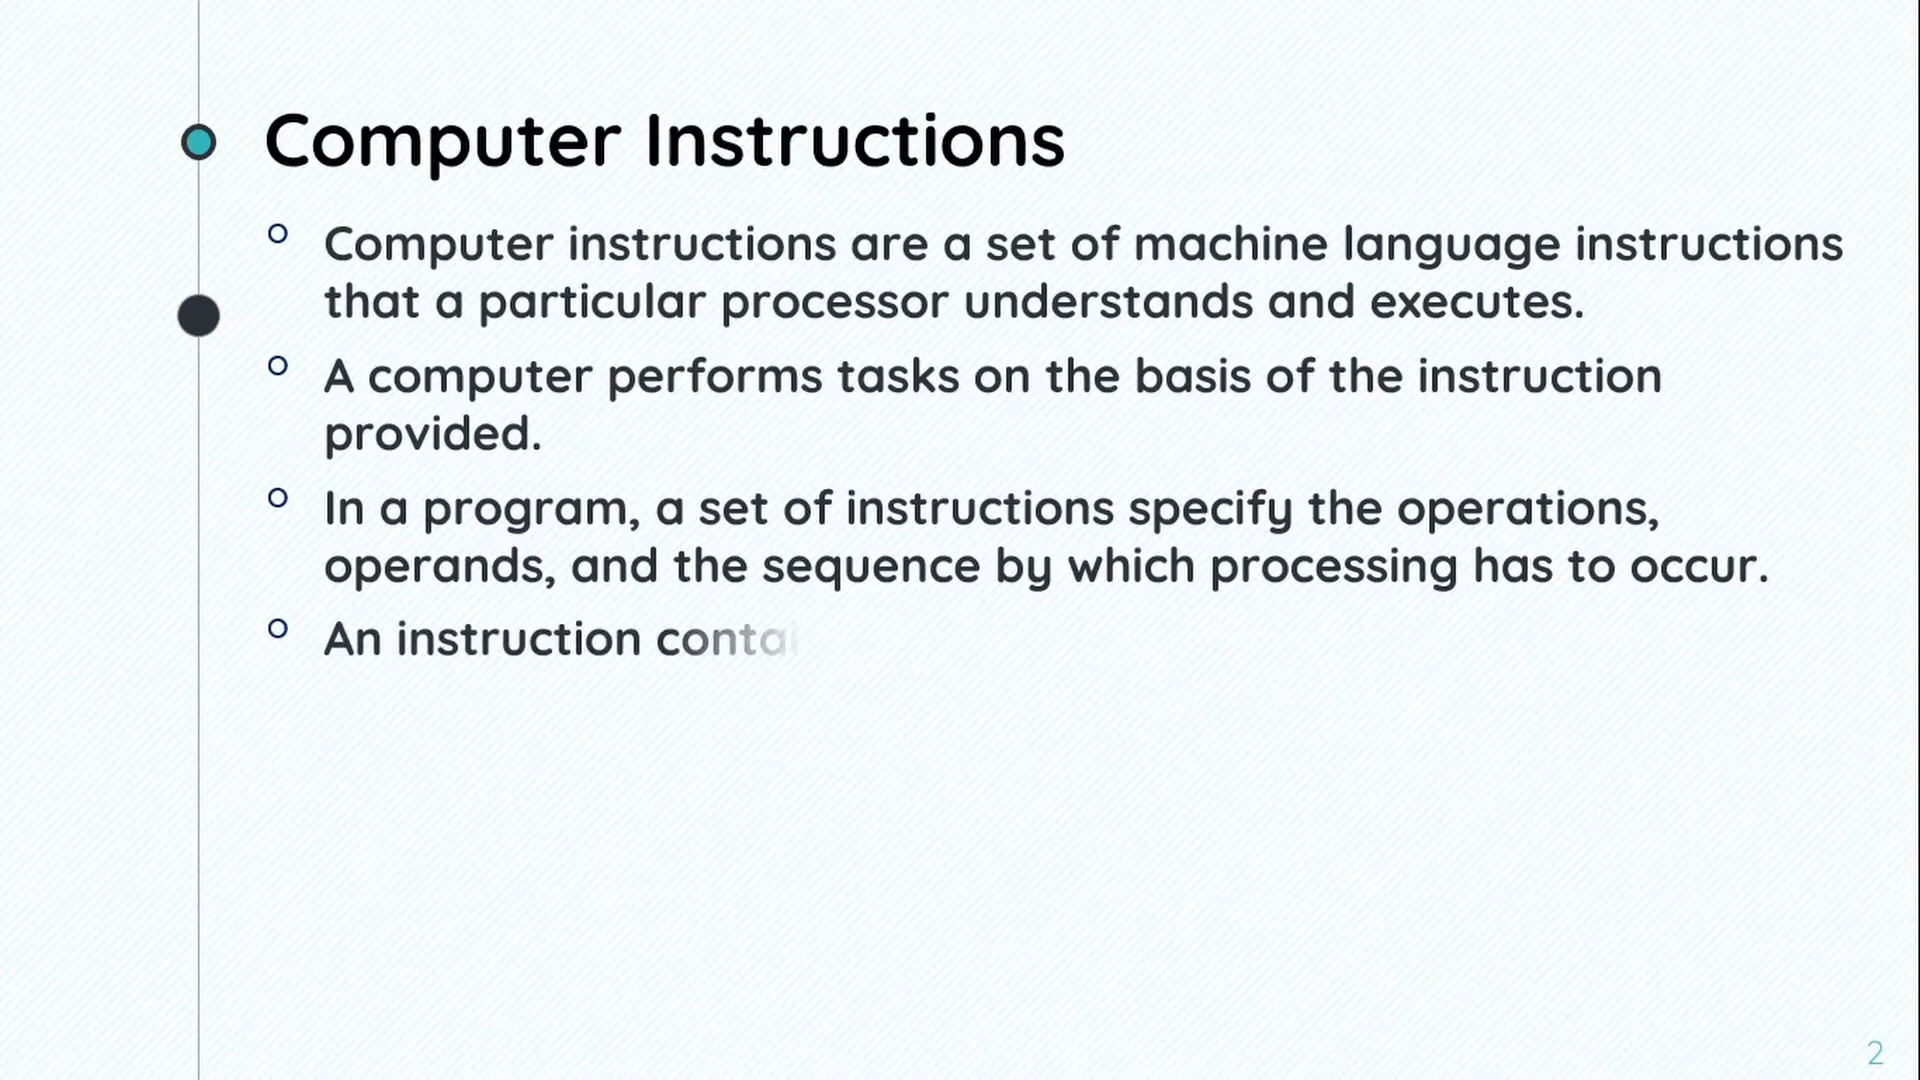 Computer Instructions
Computer instructions are a set of machine language instructions
that a particular processor understands and executes.
A computer performs tasks on the basis of the instruction
provided.
In a program, a set of instructions specify the operations,
operands, and the sequence by which processing has to occur.
An instruction
2